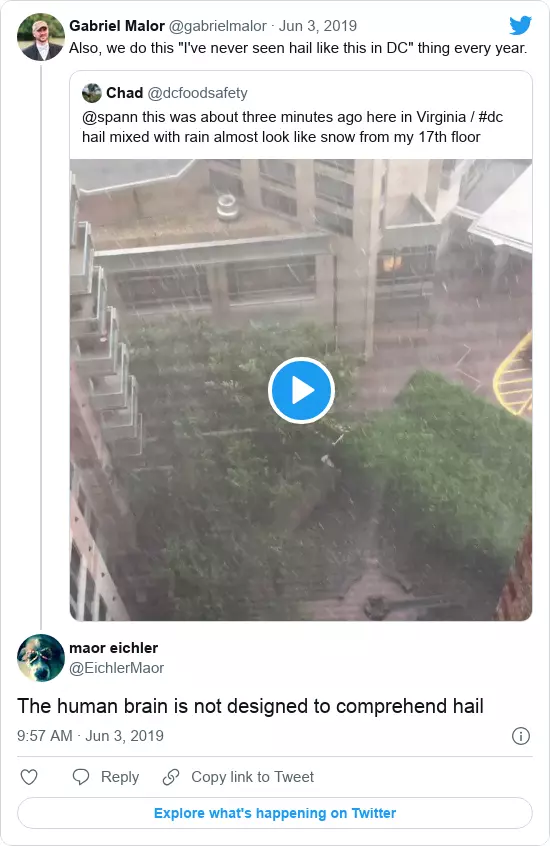 Gabriel Malor @gabrielmalor · Jun 3, 2019
Also, we do this "I've never seen hail like this in DC" thing every year.
Chad @dcfoodsafety
@spann this was about three minutes ago here in Virginia / #dc
hail mixed with rain almost look like snow from my 17th floor
maor eichler
@EichlerMaor
The human brain is not designed to comprehend hail
9:57 AM · Jun 3, 2019
Reply Copy link to Tweet
Explore what's happening on Twitter